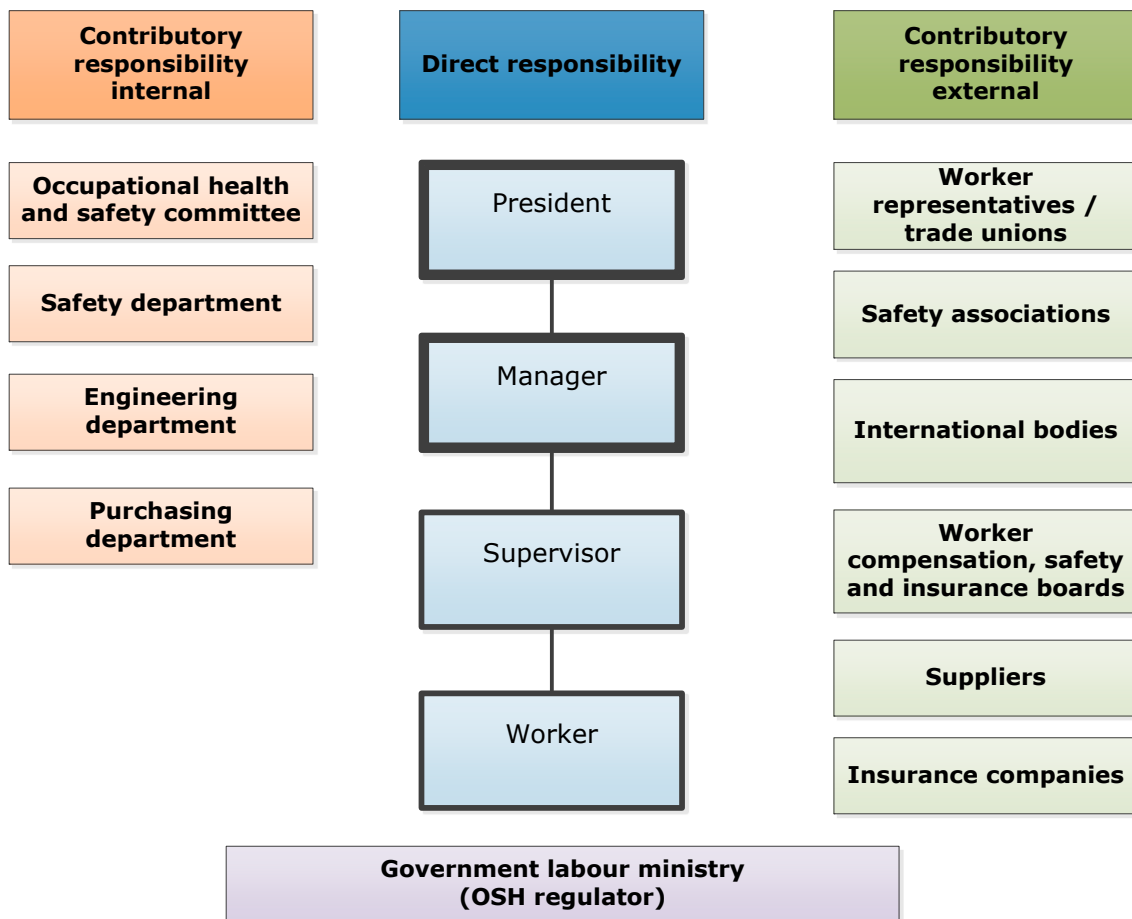 Contributory
responsibility
internal
Direct responsibility
Contributory
responsibility
external
Occupational health
and safety committee
Safety department
Engineering
department
Purchasing
department
President
Manager
Supervisor
Worker
Worker
representatives /
trade unions
Safety associations
International bodies
Worker
compensation, safety
and insurance boards
Suppliers
Insurance companies
Government labour ministry
(OSH regulator)